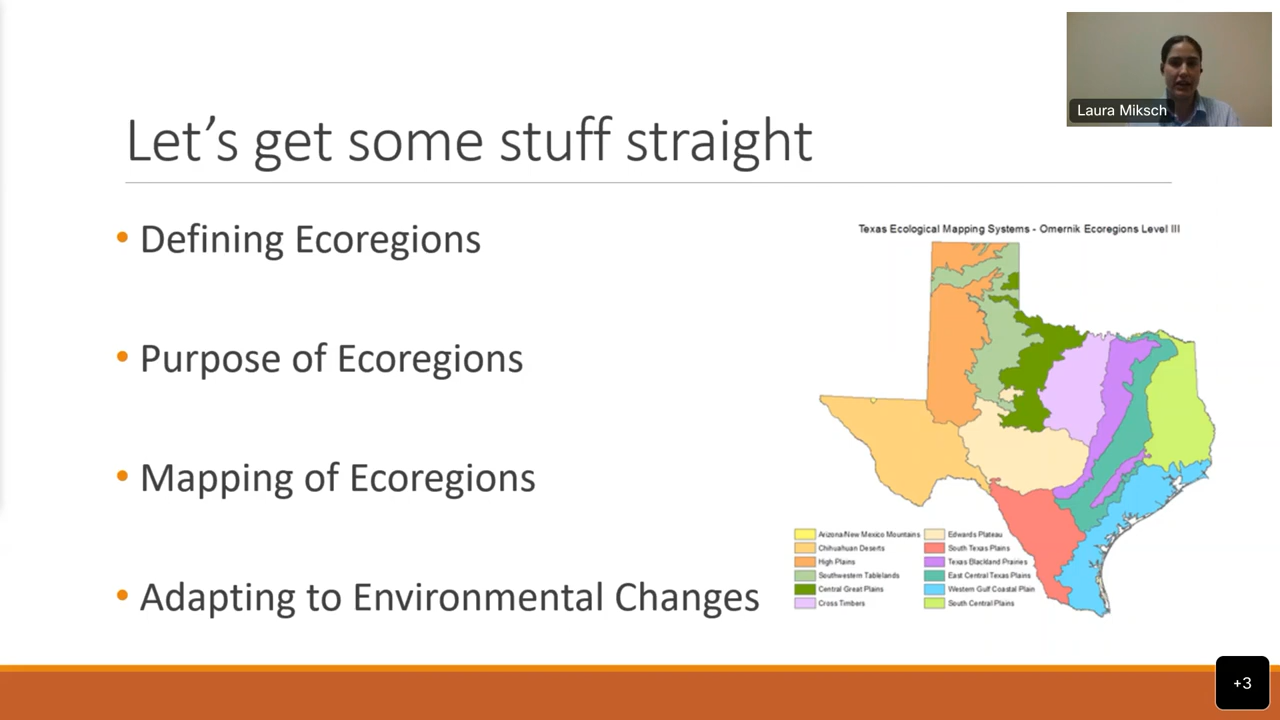 Laura Miksch
Let's get some stuff straight
• Defining Ecoregions
• Purpose of Ecoregions
• Mapping of Ecoregions
• Adapting to Environmental Changes
Texas Ecological Mapping Systems - Omernik Ecoregions Level III
Arizona/New Mexico Mountains
Chihuahuan Deserts
High Plains
Southwestern Tablelands
Central Great Plains
Cross Timbers
Edwards Plateau
South Texas Plains
Texas Blackland Prairies
East Central Texas Plains
Western Gulf Coastal Plain
South Central Plains
+3